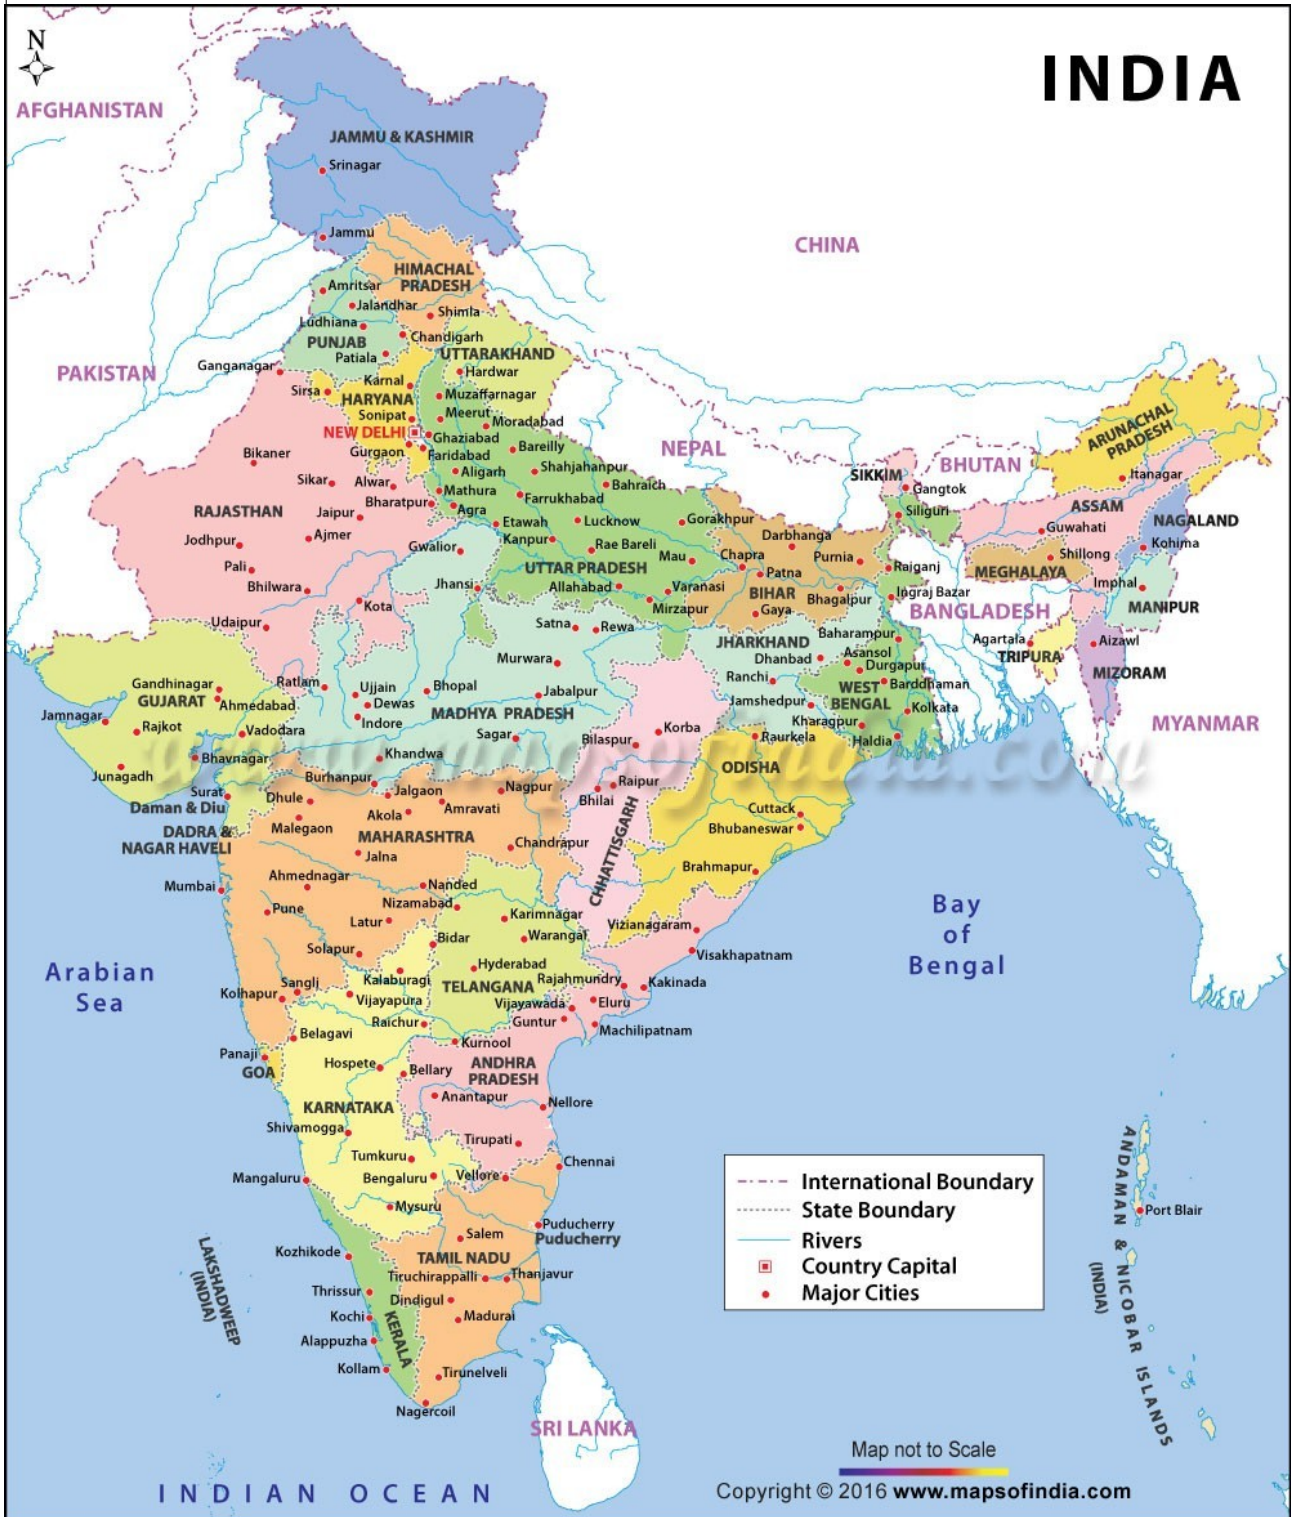 N
INDIA
AFGHANISTAN
JAMMU & KASHMIR
Srinagar
Jammu
CHINA
HIMACHAL
PRADESH
Amritsar
Jalandhar
Shimla
Ludhiana
Chandigarh
PUNJAB
Patiala
UTTARAKHAND
Ganganagar
PAKISTAN
Hardwar
Karnal
Sirsa
HARYANA
Muzaffarnagar
Sonipat
Meerut
Moradabad
NEW DELHI
Ghaziabad
Gurgaon
Faridabad
Bareilly
NEPAL
Bikaner
Aligarh
Shahjahanpur
Sikar
Alwar
Mathura
Bahraich
Bharatpur
Farrukhabad
Agra
RAJASTHAN
Jaipur
Etawah
Lucknow
Gorakhpur
Ajmer
Kanpur
Jodhpur
Gwalior
Rae Bareli
Mau
Pali
UTTAR PRADESH
Bhilwara
Jhansi
Allahabad
Varanasi
Kota
Mirzapur
Udaipur
SIKKIM
BHUTAN
ARUNACHAL
PRADESH
Itanagar
Gangtok
Siliguri
ASSAM
NAGALAND
Guwahati
Kohima
Shillong
MEGHALAYA
Imphal
MANIPUR
Darbhanga
Chapra
Purnia
Patna
Rajganj
BIHAR
Bhagalpur
Ingraj Bazar
Gaya
BANGLADESH
Agartala
TRIPURA
Aizawl
MIZORAM
MYANMAR
Satna
Rewa
JHARKHAND
Baharampur
Murwara
Dhanbad
Asansol
Durgapur
Ranchi
WEST
BENGAL
Barddhaman
Jamshedpur
Kolkata
Kharagpur
Haldia
Raurkela
Gandhinagar
GUJARAT
Ahmedabad
Ratlam
Ujjain
Bhopal
Jabalpur
Dewas
Indore
MADHYA PRADESH
Jamnagar
Rajkot
Vadodara
Sagar
Bilaspur
Korba
Khandwa
www.mapsofindia.com
Bhavnagar
Junagadh
Burhanpur
ODISHA
Surat
Jalgaon
Nagpur
Raipur
Daman & Diu
Dhule
Akola
Amravati
Bhilai
Cuttack
DADRA &
NAGAR HAVELI
Malegaon
MAHARASHTRA
Chandrapur
Bhubaneswar
Jalna
CHHATTISGARH
Brahmapur
Mumbai
Ahmednagar
Nanded
Nizamabad
Pune
Latur
Karimnagar
Vizianagaram
Bay
of
Bengal
Solapur
Bidar
Warangal
Visakhapatnam
Arabian
Sea
Kalaburagi
Hyderabad
Rajahmundry
Kakinada
Sangli
TELANGANA
Kolhapur
Vijayapura
Vijayawada
Eluru
Raichur
Guntur
Machilipatnam
Belagavi
Kurnool
Panaji
GOA
Hospete
Bellary
ANDHRA
PRADESH
Anantapur
KARNATAKA
Nellore
Shivamogga
Tirupati
Tumkuru
Chennai
Mangaluru
Bengaluru
Vellore
Mysuru
Puducherry
Puducherry
Salem
Kozhikode
TAMIL NADU
Tiruchirappalli
Thanjavur
Thrissur
Dindigul
Kochi
Madurai
KERALA
Alappuzha
Kollam
Tirunelveli
Nagercoil
LAKSHADWEEP
(INDIA)
SRI LANKA
International Boundary
State Boundary
Rivers
Country Capital
Major Cities
ANDAMAN & NICOBAR ISLANDS
(INDIA)
Port Blair
INDIAN OCEAN
Map not to Scale
Copyright © 2016 www.mapsofindia.com